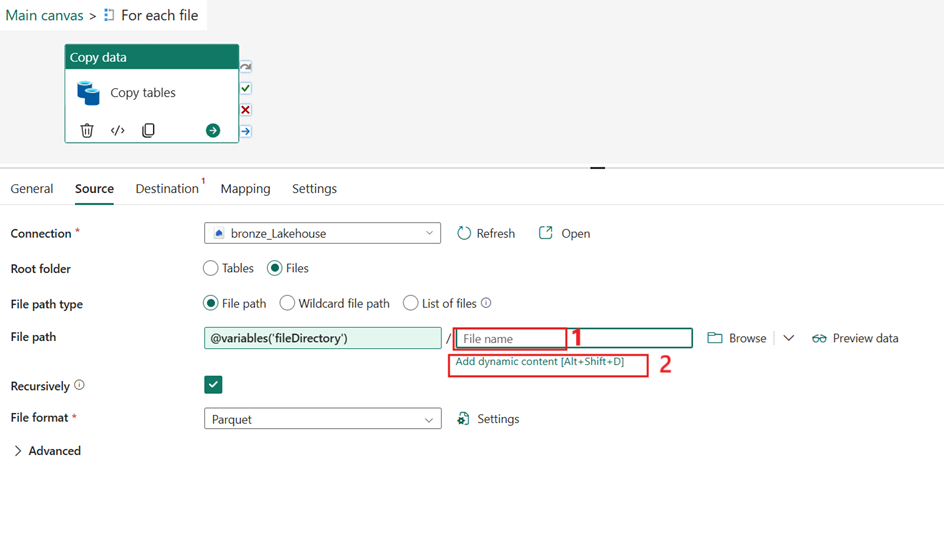 Main canvas > For each file
Copy data
Copy tables
General Source Destination 1 Mapping Settings
Connection * bronze_Lakehouse Refresh Open
Root folder Tables Files
File path type File path Wildcard file path List of files
File path @variables('fileDirectory') / File name 1 Browse Preview data
Add dynamic content [Alt+Shift+D] 2
Recursively
File format * Parquet Settings
Advanced